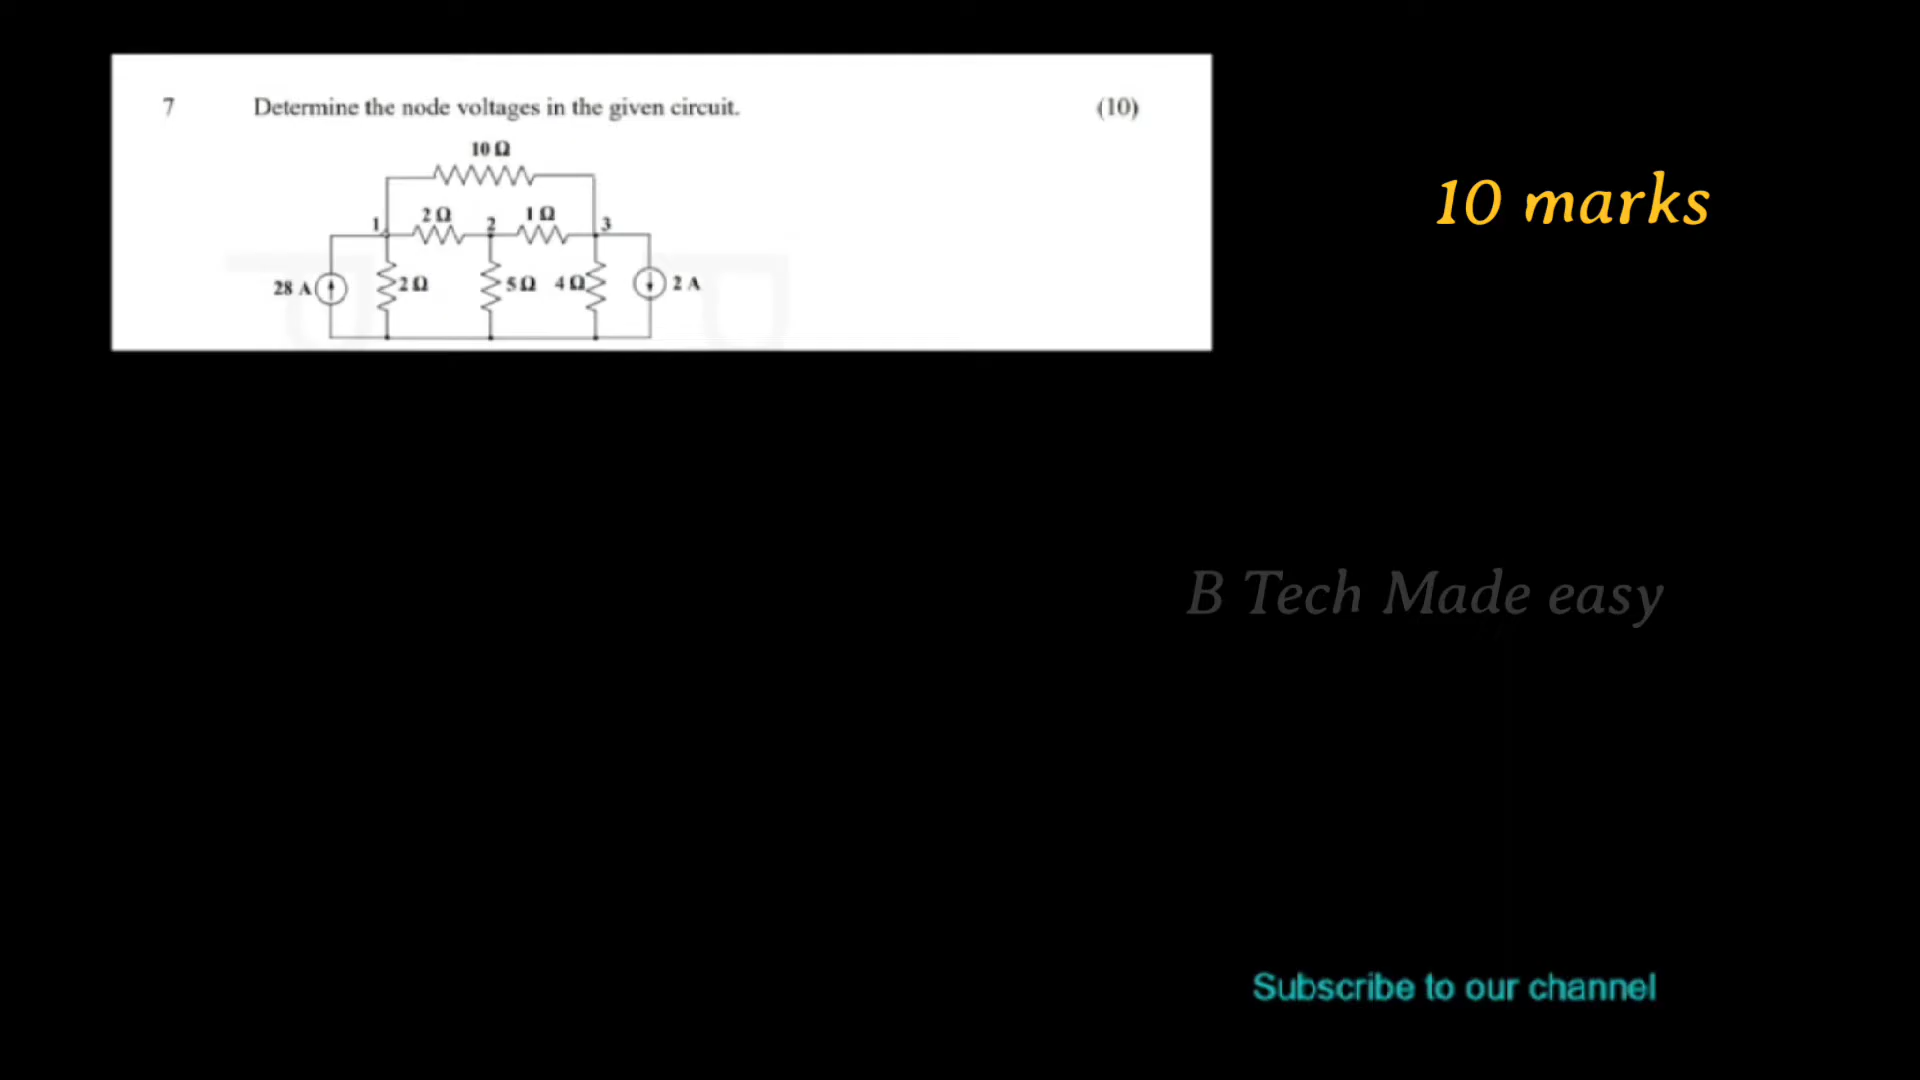 7 Determine the node voltages in the given circuit. (10)
10 Ω
10 marks
2 Ω 1 Ω
1 2 3
28 A 2 Ω 5 Ω 4 Ω 2 A
B Tech Made easy
Subscribe to our channel